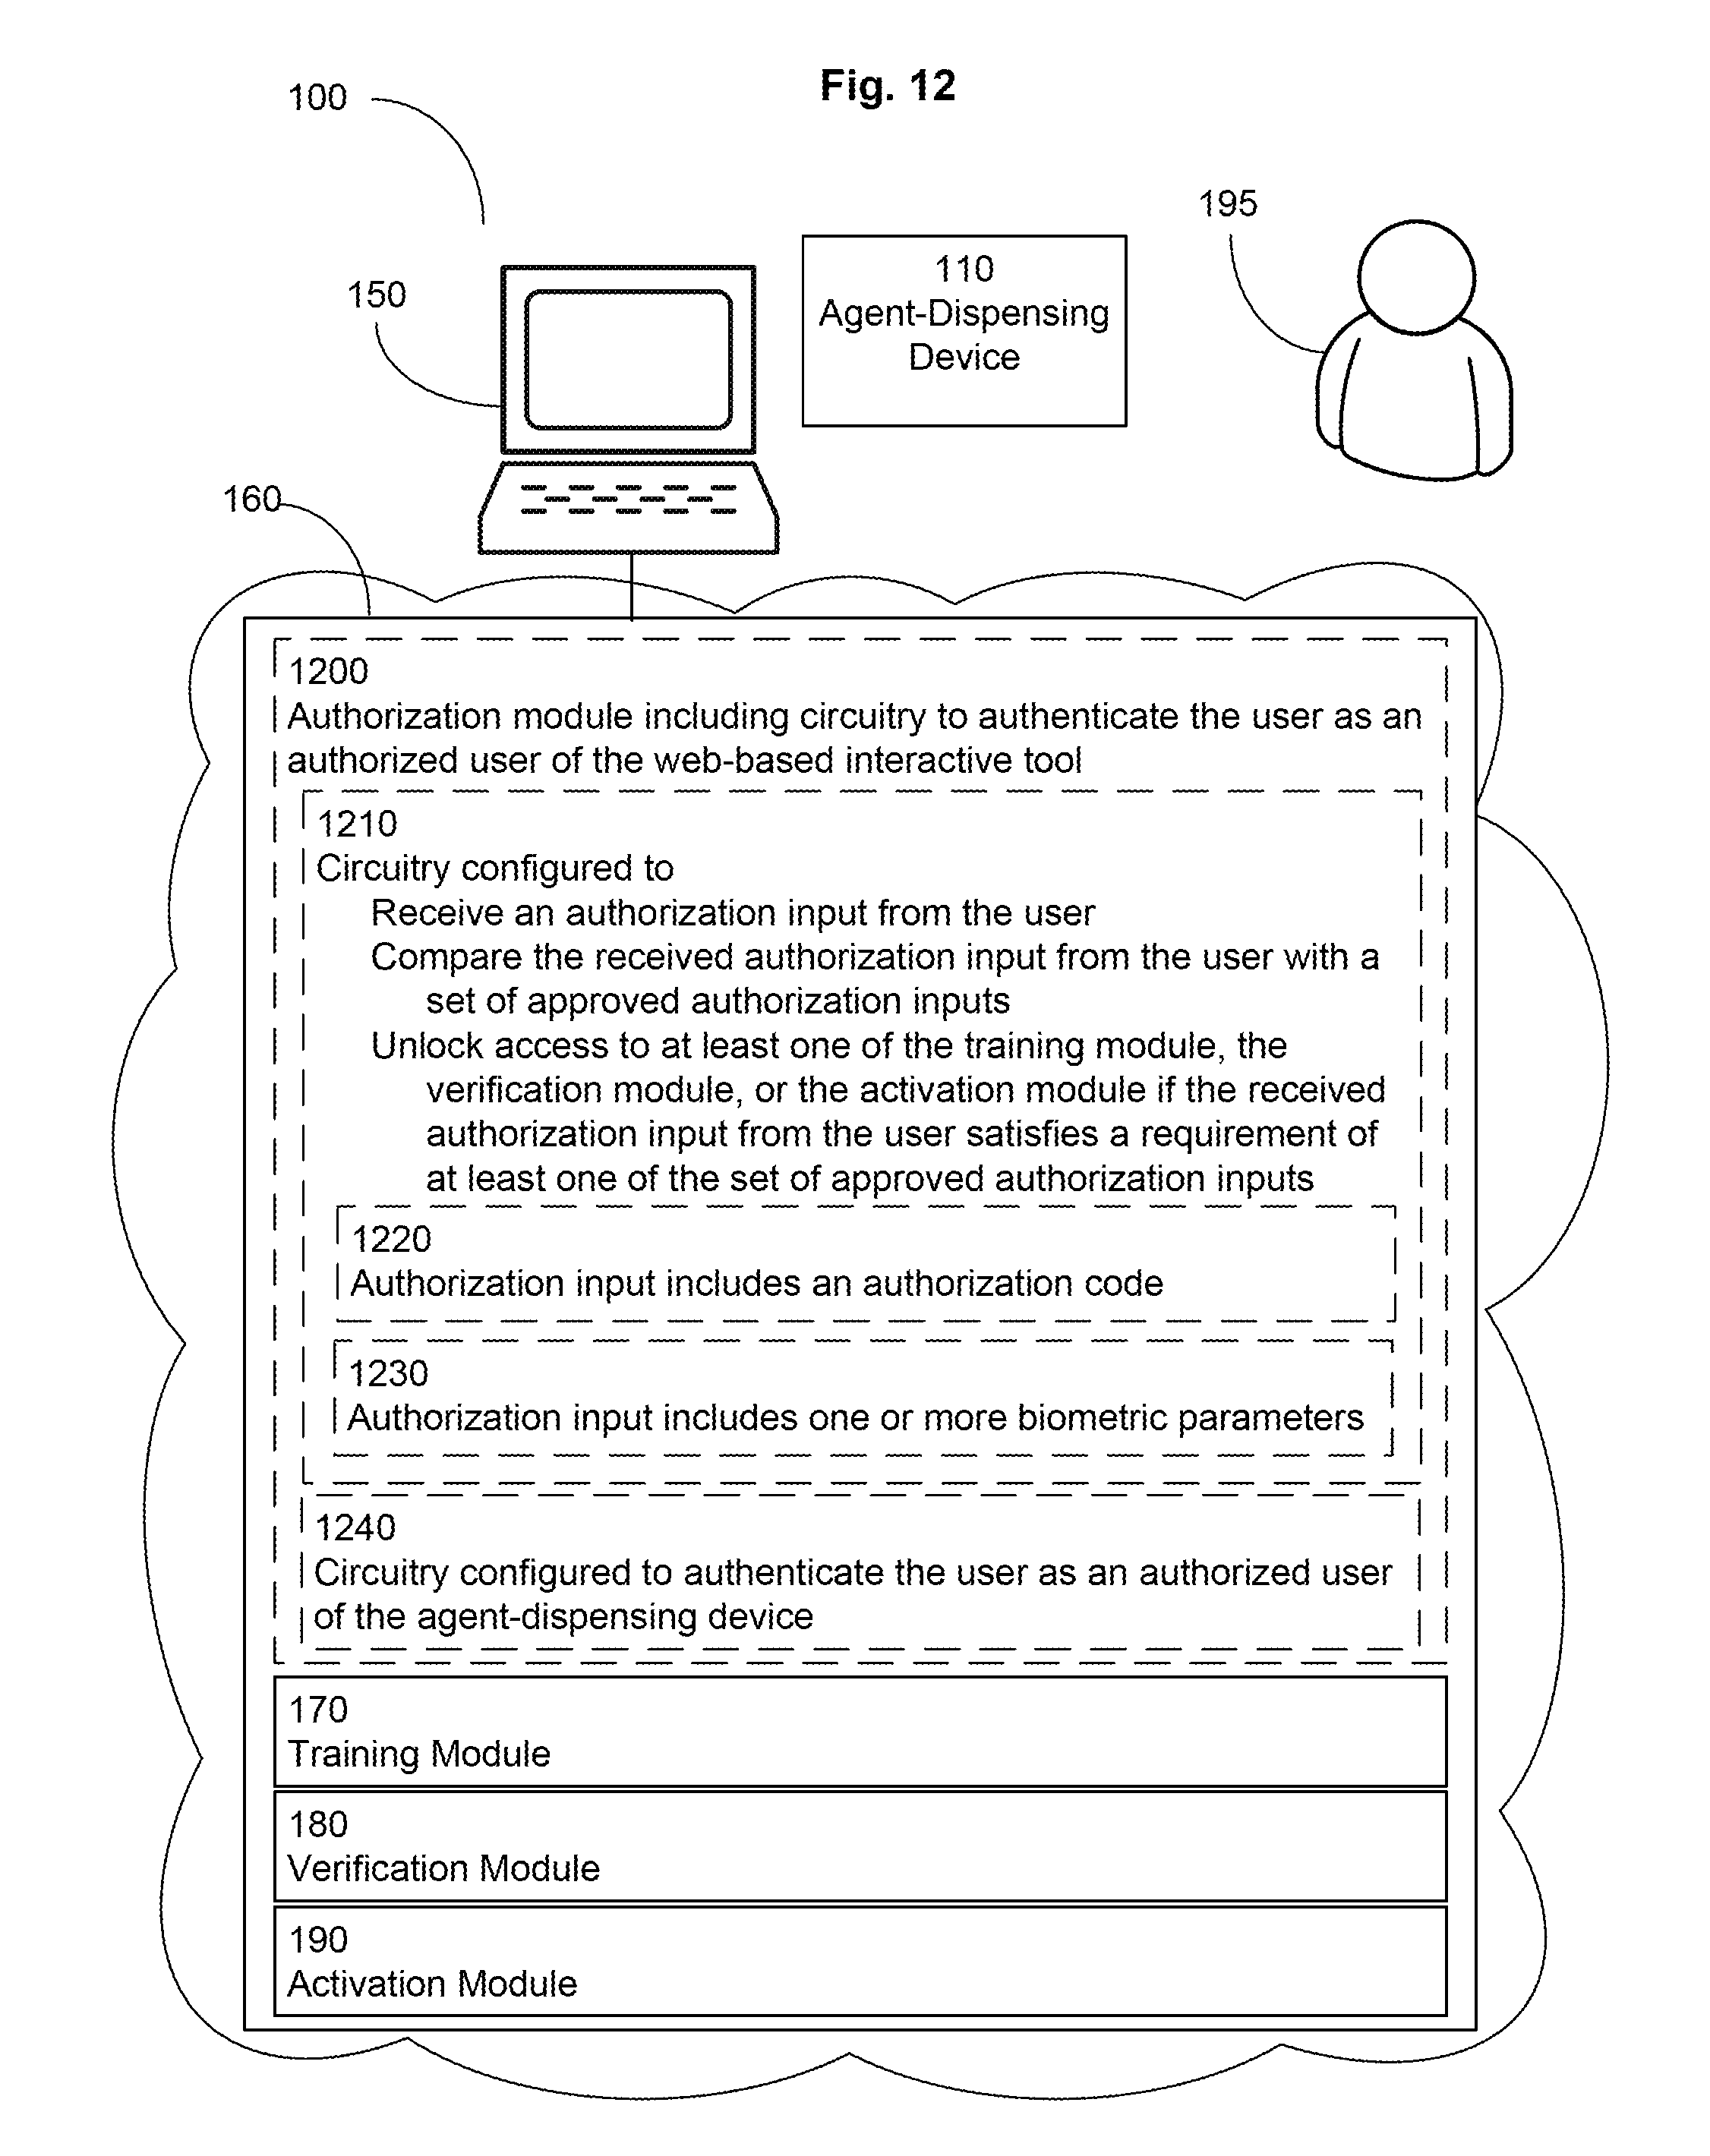 Fig. 12
100
195
110
Agent-Dispensing
Device
150
160
1200
Authorization module including circuitry to authenticate the user as an
authorized user of the web-based interactive tool
1210
Circuitry configured to
Receive an authorization input from the user
Compare the received authorization input from the user with a
set of approved authorization inputs
Unlock access to at least one of the training module, the
verification module, or the activation module if the received
authorization input from the user satisfies a requirement of
at least one of the set of approved authorization inputs
1220
Authorization input includes an authorization code
1230
Authorization input includes one or more biometric parameters
1240
Circuitry configured to authenticate the user as an authorized user
of the agent-dispensing device
170
Training Module
180
Verification Module
190
Activation Module